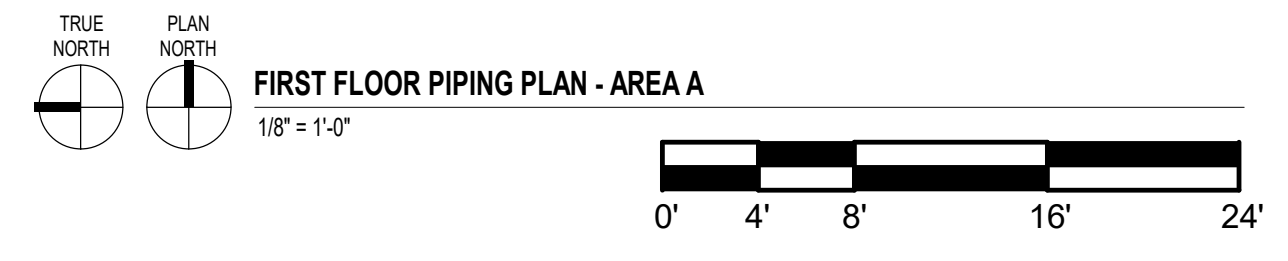 TRUE
NORTH
PLAN
NORTH
FIRST FLOOR PIPING PLAN - AREA A
1/8" = 1'-0"
0' 4' 8' 16' 24'